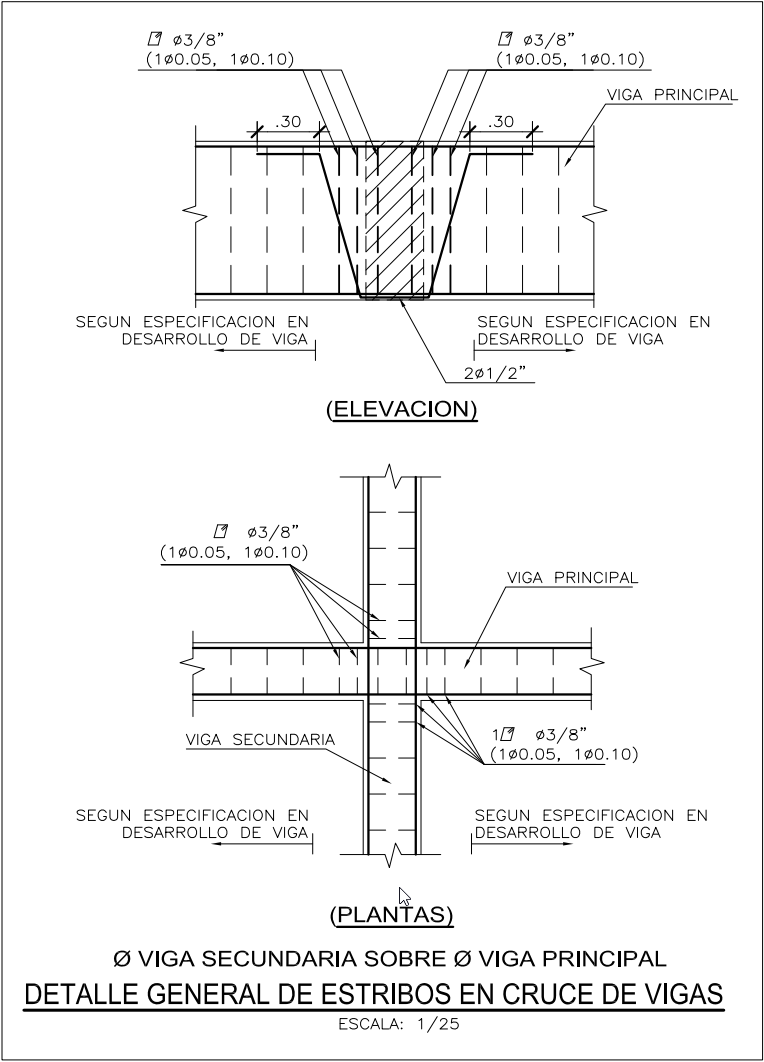 ø3/8”
(1ø0.05, 1ø0.10)
ø3/8”
(1ø0.05, 1ø0.10)
VIGA PRINCIPAL
.30
.30
SEGUN ESPECIFICACION EN
DESARROLLO DE VIGA
SEGUN ESPECIFICACION EN
DESARROLLO DE VIGA
2ø1/2”
(ELEVACION)
ø3/8”
(1ø0.05, 1ø0.10)
VIGA PRINCIPAL
VIGA SECUNDARIA
1 ø3/8”
(1ø0.05, 1ø0.10)
SEGUN ESPECIFICACION EN
DESARROLLO DE VIGA
SEGUN ESPECIFICACION EN
DESARROLLO DE VIGA
(PLANTAS)
Ø VIGA SECUNDARIA SOBRE Ø VIGA PRINCIPAL
DETALLE GENERAL DE ESTRIBOS EN CRUCE DE VIGAS
ESCALA: 1/25